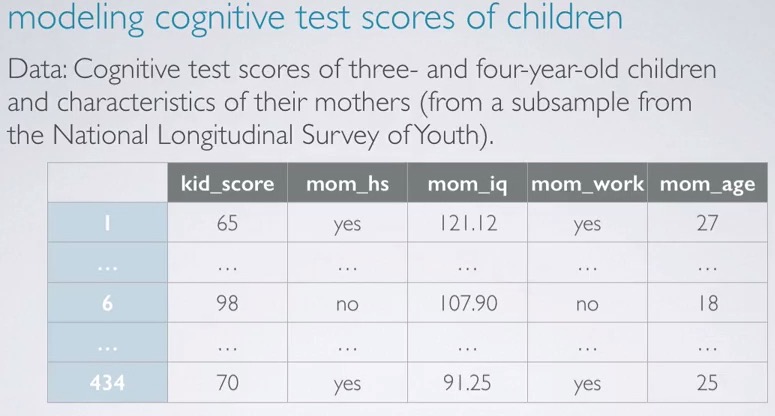 modeling cognitive test scores of children
Data: Cognitive test scores of three- and four-year-old children
and characteristics of their mothers (from a subsample from
the National Longitudinal Survey of Youth).
kid_score mom_hs mom_iq mom_work mom_age
1 65 yes 121.12 yes 27
... ... ... ... ... ...
6 98 no 107.90 no 18
... ... ... ... ... ...
434 70 yes 91.25 yes 25